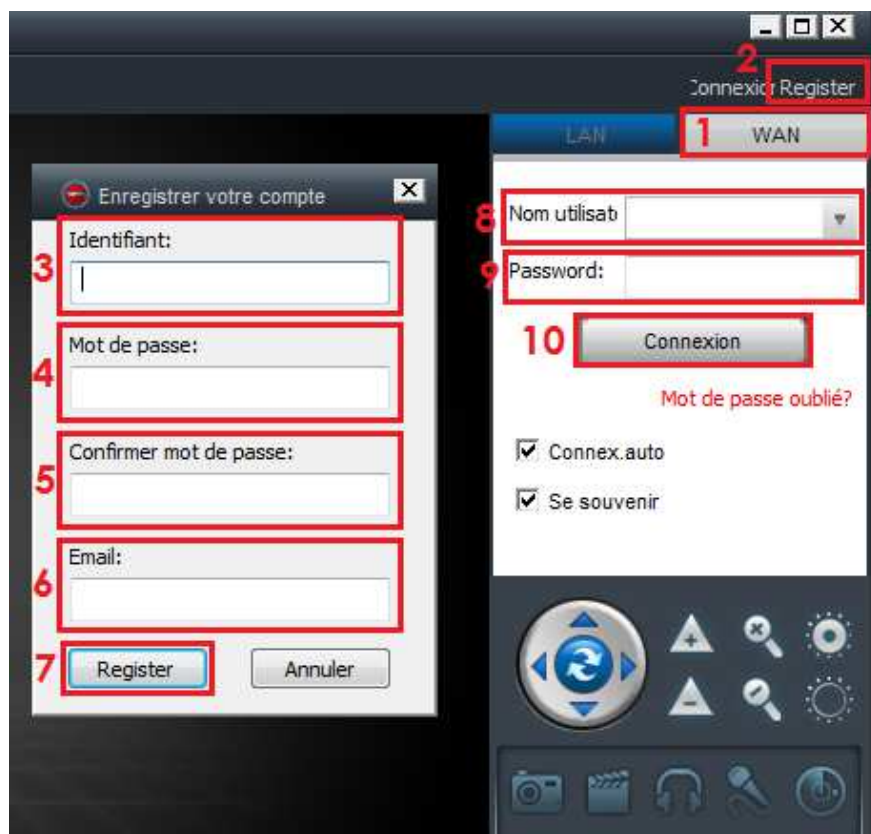 2
Connexion Register
LAN
1 WAN
Enregistrer votre compte
3 Identifiant:
4 Mot de passe:
5 Confirmer mot de passe:
6 Email:
7 Register Annuler
8 Nom utilisat
9 Password:
10 Connexion
Mot de passe oublié?
Connex.auto
Se souvenir